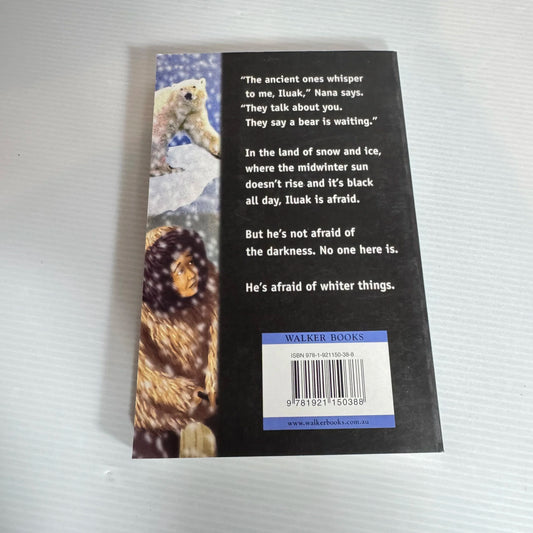 “The ancient ones whisper
to me, Iluak,” Nana says.
“They talk about you.
They say a bear is waiting.”
In the land of snow and ice,
where the midwinter sun
doesn’t rise and it’s black
all day, Iluak is afraid.
But he’s not afraid of
the darkness. No one here is.
He’s afraid of whiter things.
WALKER BOOKS
ISBN 978-1-921150-38-8
9 781921 150388
www.walkerbooks.com.au